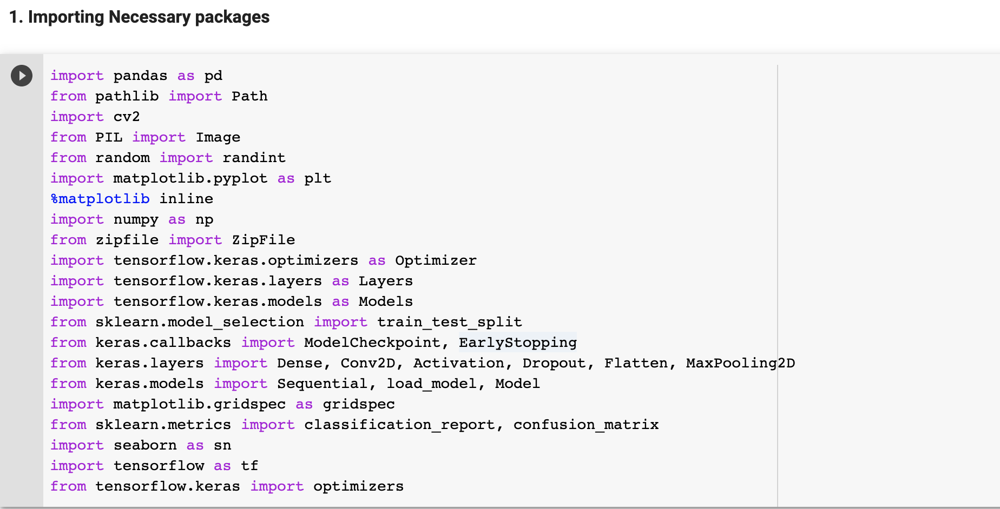 1. Importing Necessary packages
import pandas as pd
from pathlib import Path
import cv2
from PIL import Image
from random import randint
import matplotlib.pyplot as plt
%matplotlib inline
import numpy as np
from zipfile import ZipFile
import tensorflow.keras.optimizers as Optimizer
import tensorflow.keras.layers as Layers
import tensorflow.keras.models as Models
from sklearn.model_selection import train_test_split
from keras.callbacks import ModelCheckpoint, EarlyStopping
from keras.layers import Dense, Conv2D, Activation, Dropout, Flatten, MaxPooling2D
from keras.models import Sequential, load_model, Model
import matplotlib.gridspec as gridspec
from sklearn.metrics import classification_report, confusion_matrix
import seaborn as sn
import tensorflow as tf
from tensorflow.keras import optimizers